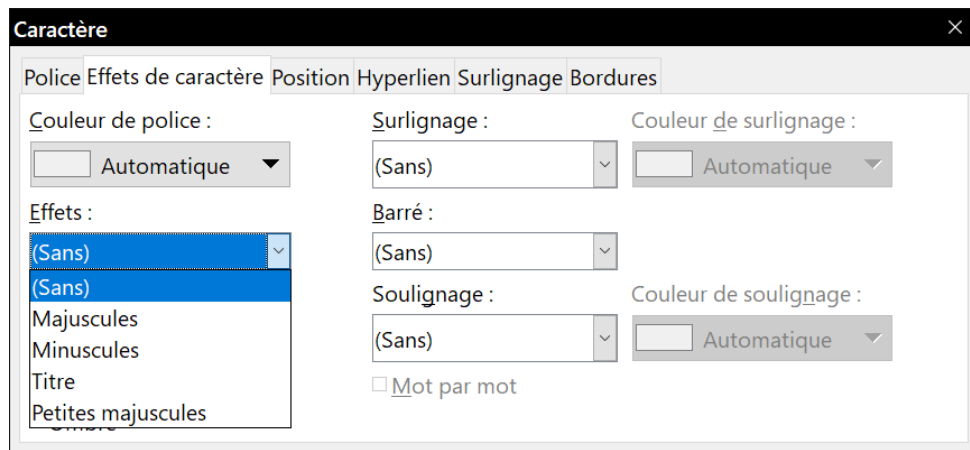 Caractère
Police Effets de caractère Position Hyperlien Surlignage Bordures
Couleur de police : Surlignage : Couleur de surlignage :
Automatique (Sans) Automatique
Effets : Barré :
(Sans) (Sans)
(Sans) Soulignage : Couleur de soulignage :
Majuscules
Minuscules (Sans) Automatique
Titre Mot par mot
Petites majuscules